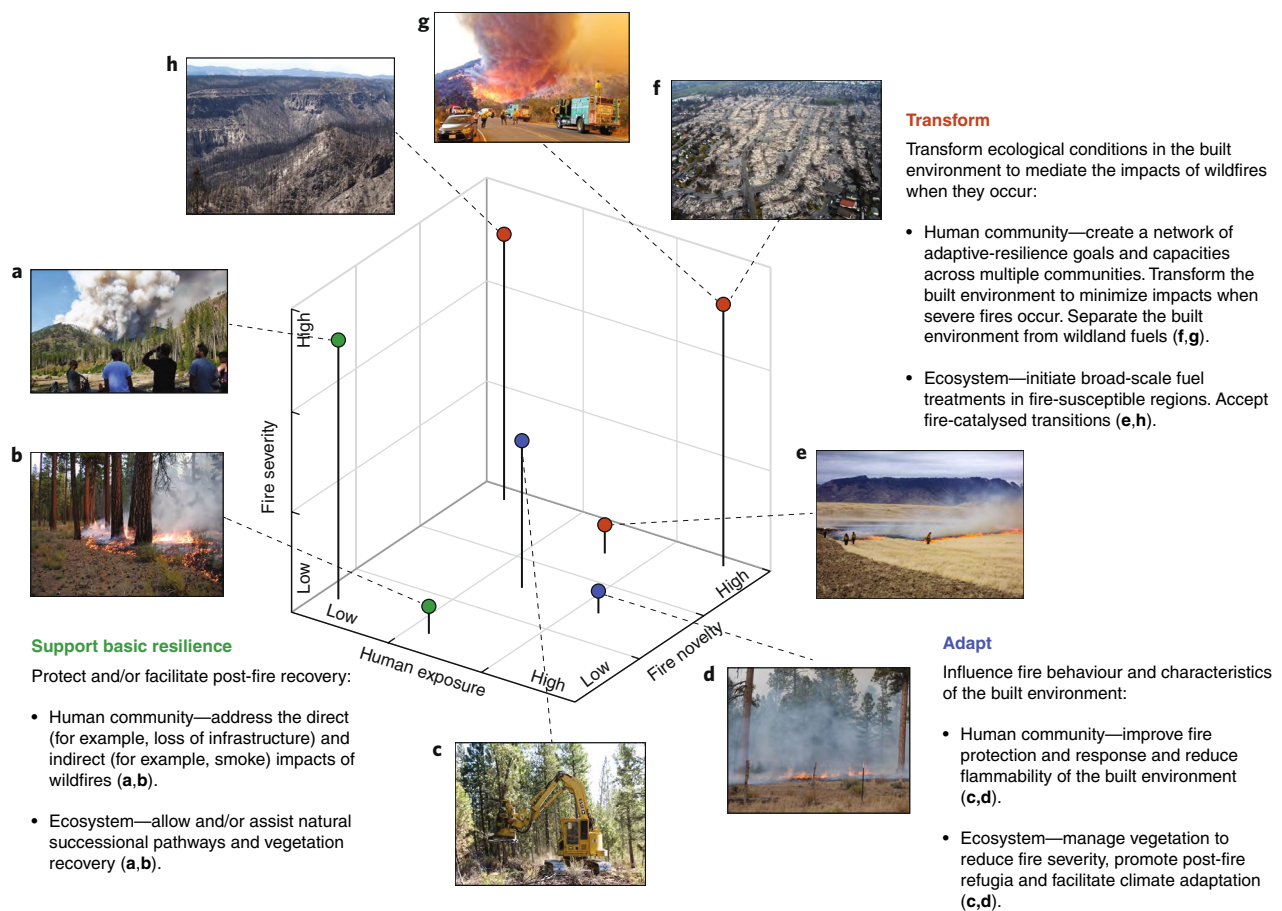 g
h
f
Transform
Transform ecological conditions in the built
environment to mediate the impacts of wildfires
when they occur:
• Human community—create a network of
adaptive-resilience goals and capacities
across multiple communities. Transform the
built environment to minimize impacts when
severe fires occur. Separate the built
environment from wildland fuels (f,g).
• Ecosystem—initiate broad-scale fuel
treatments in fire-susceptible regions. Accept
fire-catalysed transitions (e,h).
a
High
Fire severity
Low
b
e
Low
Human exposure
High
Low
Fire novelty
High
Support basic resilience
Protect and/or facilitate post-fire recovery:
• Human community—address the direct
(for example, loss of infrastructure) and
indirect (for example, smoke) impacts of
wildfires (a,b).
• Ecosystem—allow and/or assist natural
successional pathways and vegetation
recovery (a,b).
c
d
Adapt
Influence fire behaviour and characteristics
of the built environment:
• Human community—improve fire
protection and response and reduce
flammability of the built environment
(c,d).
• Ecosystem—manage vegetation to
reduce fire severity, promote post-fire
refugia and facilitate climate adaptation
(c,d).